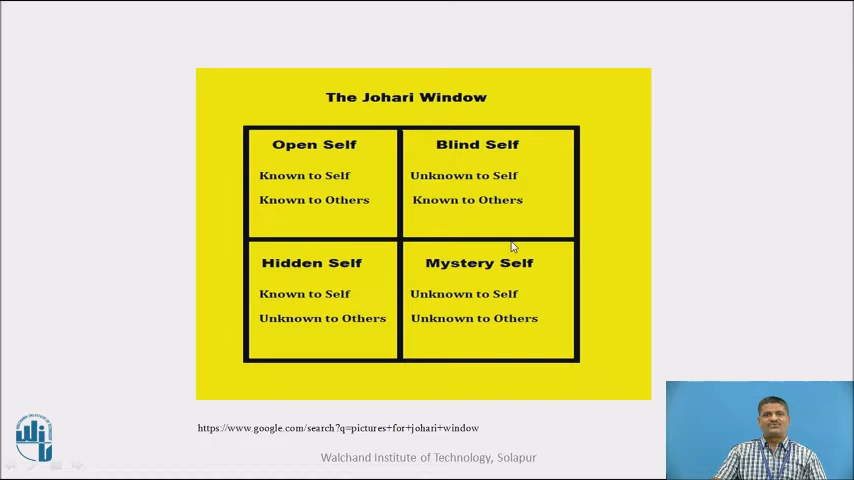 The Johari Window
Open Self
Known to Self
Known to Others
Blind Self
Unknown to Self
Known to Others
Hidden Self
Known to Self
Unknown to Others
Mystery Self
Unknown to Self
Unknown to Others
https://www.google.com/search?q=pictures+for+johari+window
Walchand Institute of Technology, Solapur